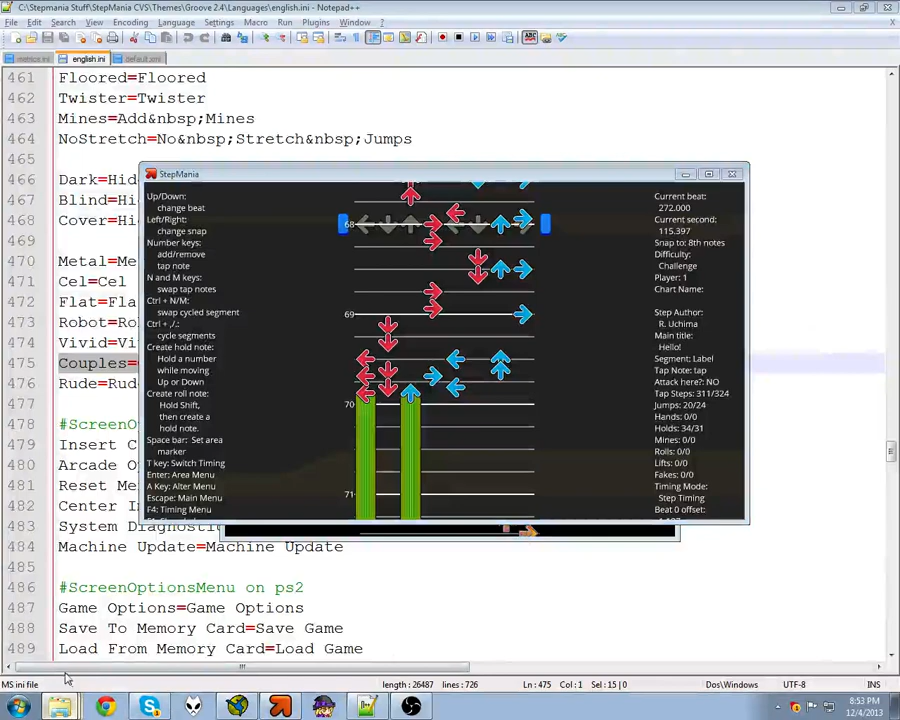 C:\Stepmania Stuff\StepMania CVS\Themes\Groove 2.4\Languages\english.ini - Notepad++
File Edit Search View Encoding Language Settings Macro Run Plugins Window ?
metrics.ini english.ini default.xml
461 Floored=Floored
462 Twister=Twister
463 Mines=Add&nbsp;Mines
464 NoStretch=No&nbsp;Stretch&nbsp;Jumps
465
466 Dark=Hid
467 Blind=Hid
468 Cover=Hid
469
470 Metal=Me
471 Cel=Cel
472 Flat=Fla
473 Robot=Ro
474 Vivid=Vi
475 Couples=
476 Rude=Rud
477
478 #ScreenO
479 Insert C
480 Arcade O
481 Reset Me
482 Center In
483 System Diagnosti
484 Machine Update=Machine Update
485
486 #ScreenOptionsMenu on ps2
487 Game Options=Game Options
488 Save To Memory Card=Save Game
489 Load From Memory Card=Load Game
StepMania
Up/Down:
change beat
Left/Right:
change snap
Number keys:
add/remove
tap note
N and M keys:
swap tap notes
Ctrl + N/M:
swap cycled segment
Ctrl + ,/.:
cycle segments
Create hold note:
Hold a number
while moving
Up or Down
Create roll note:
Hold Shift,
then create a
hold note.
Space bar: Set area
marker
T key: Switch Timing
Enter: Area Menu
A Key: Alter Menu
Escape: Main Menu
F4: Timing Menu
68
69
70
71
Current beat:
272.000
Current second:
115.397
Snap to: 8th notes
Difficulty:
Challenge
Player: 1
Chart Name:
Step Author:
R. Uchima
Main title:
Hello!
Segment: Label
Tap Note: tap
Attack here?: NO
Tap Steps: 311/324
Jumps: 20/24
Hands: 0/0
Holds: 34/31
Mines: 0/0
Rolls: 0/0
Lifts: 0/0
Fakes: 0/0
Timing Mode:
Step Timing
Beat 0 offset:
MS ini file length : 26487 lines : 726 Ln : 475 Col : 1 Sel : 15 | 0 Dos\Windows UTF-8 INS
8:53 PM
12/4/2013